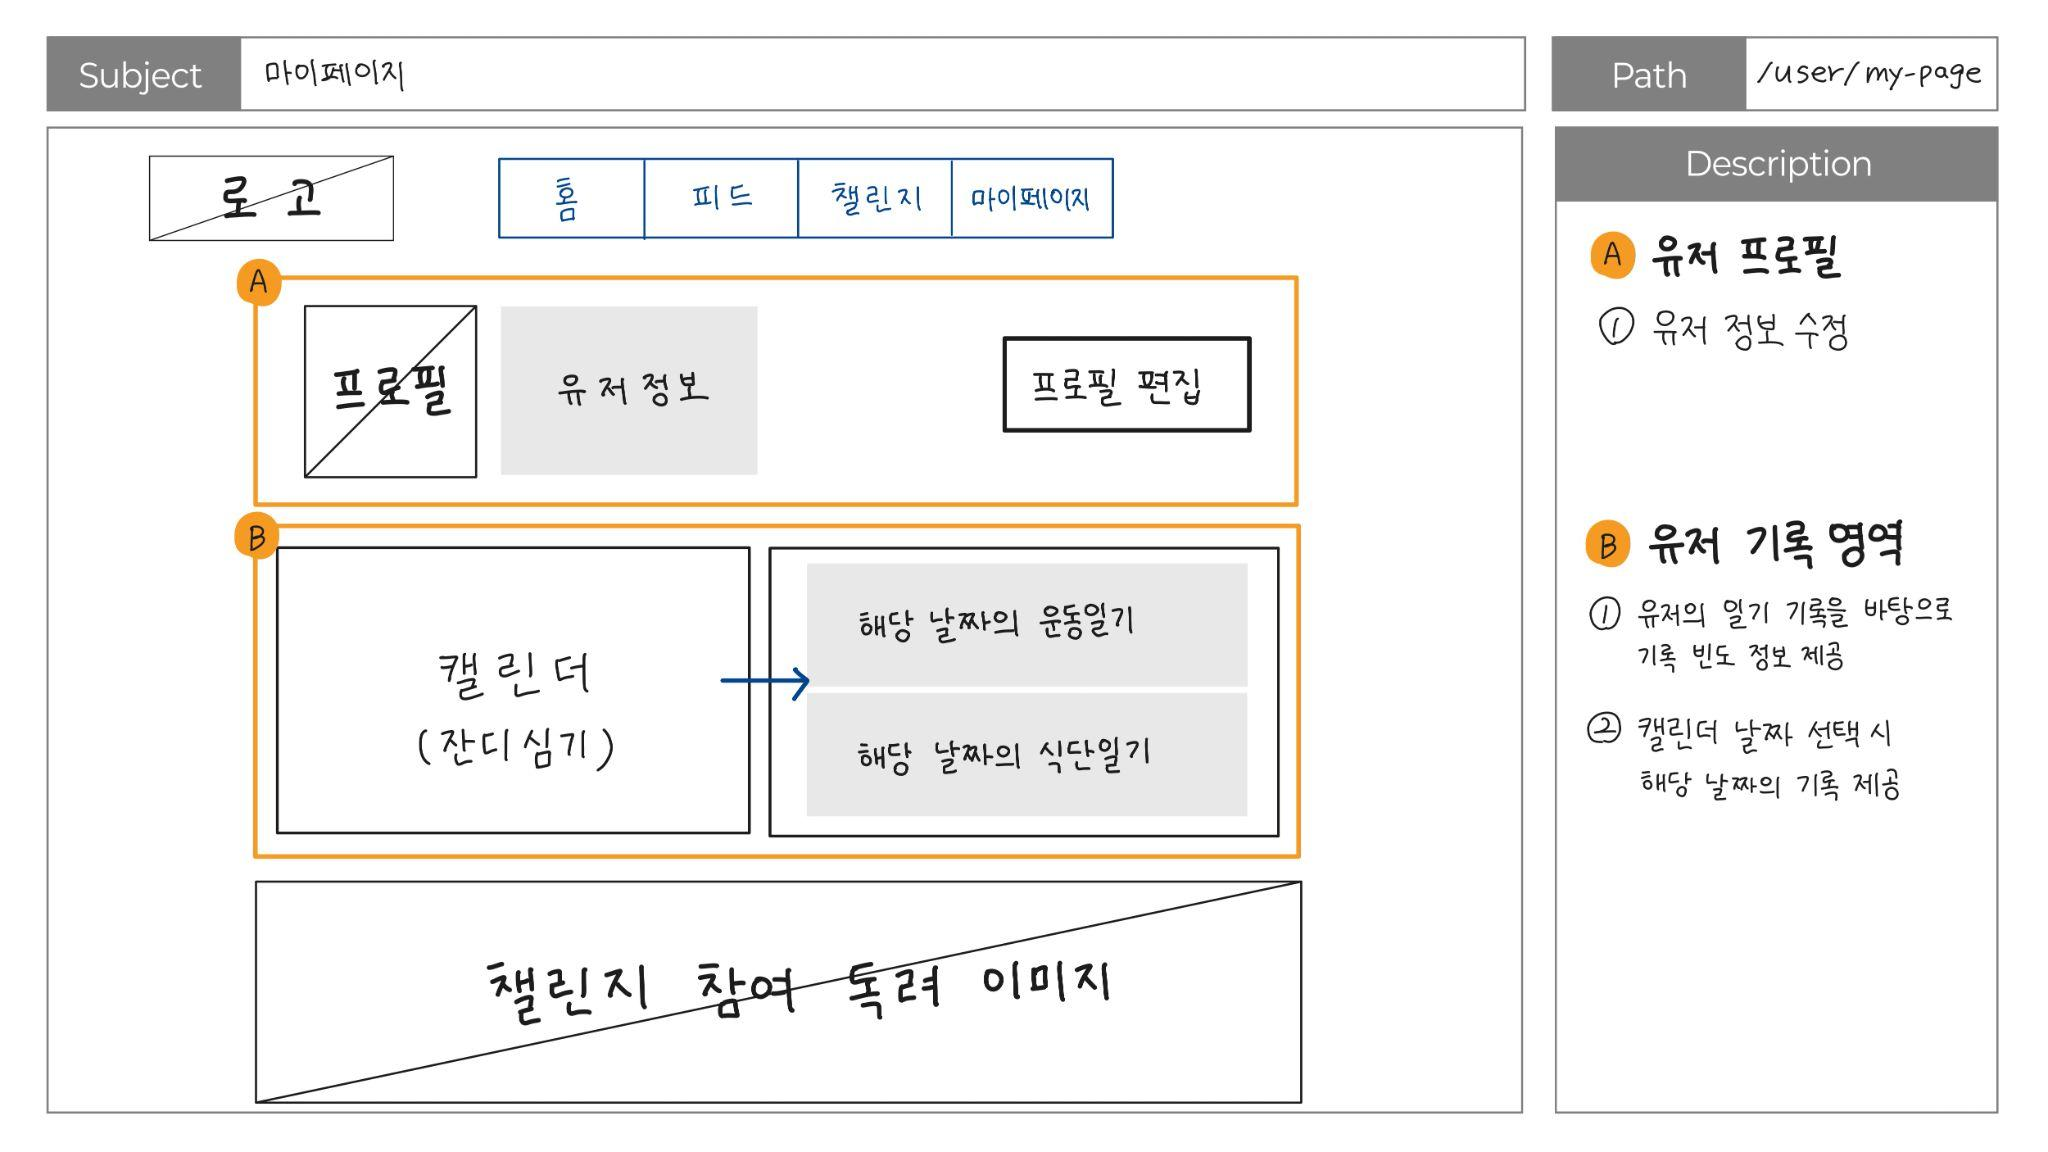 Subject
마이페이지
Path
/user/my-page
로고
홈
피드
챌린지
마이페이지
A
프로필
유저정보
프로필 편집
B
캘린더
(잔디심기)
해당 날짜의 운동일기
해당 날짜의 식단일기
챌린지 참여 독려 이미지
Description
A 유저 프로필
① 유저 정보 수정
B 유저 기록 영역
① 유저의 일기 기록을 바탕으로
기록 빈도 정보 제공
② 캘린더 날짜 선택 시
해당 날짜의 기록 제공